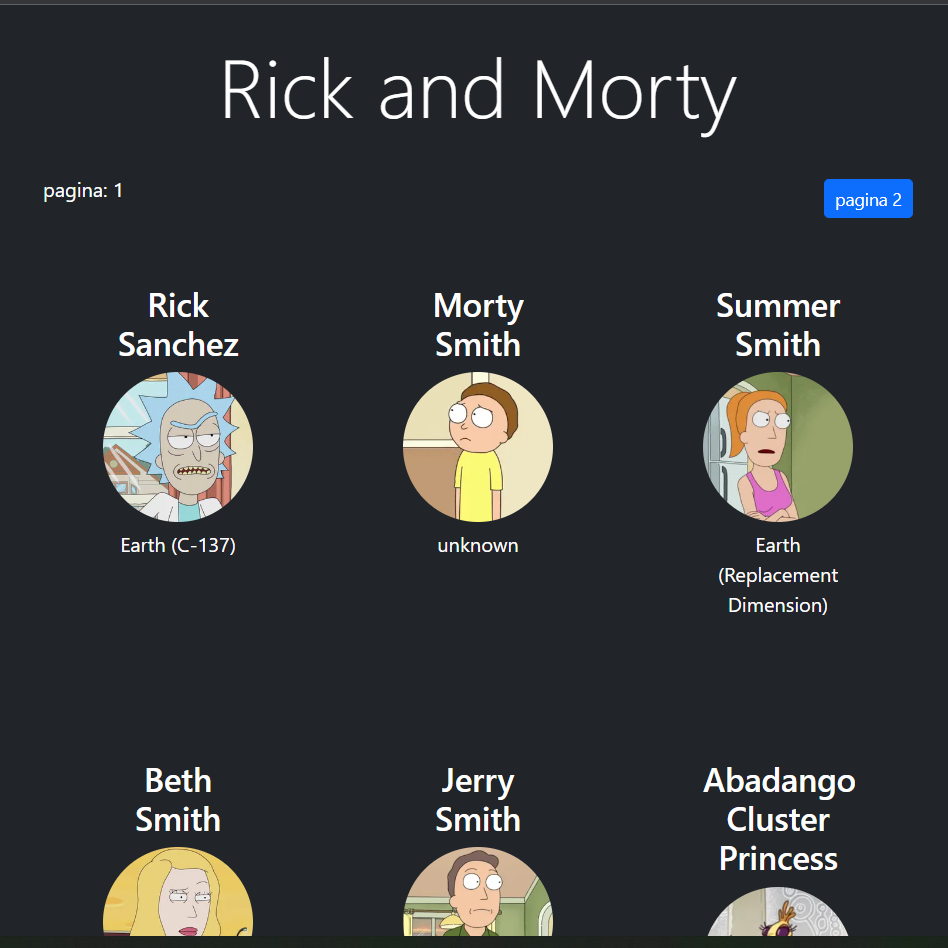 Rick and Morty
pagina: 1
pagina 2
Rick
Sanchez
Earth (C-137)
Morty
Smith
unknown
Summer
Smith
Earth
(Replacement
Dimension)
Beth
Smith
Jerry
Smith
Abadango
Cluster
Princess